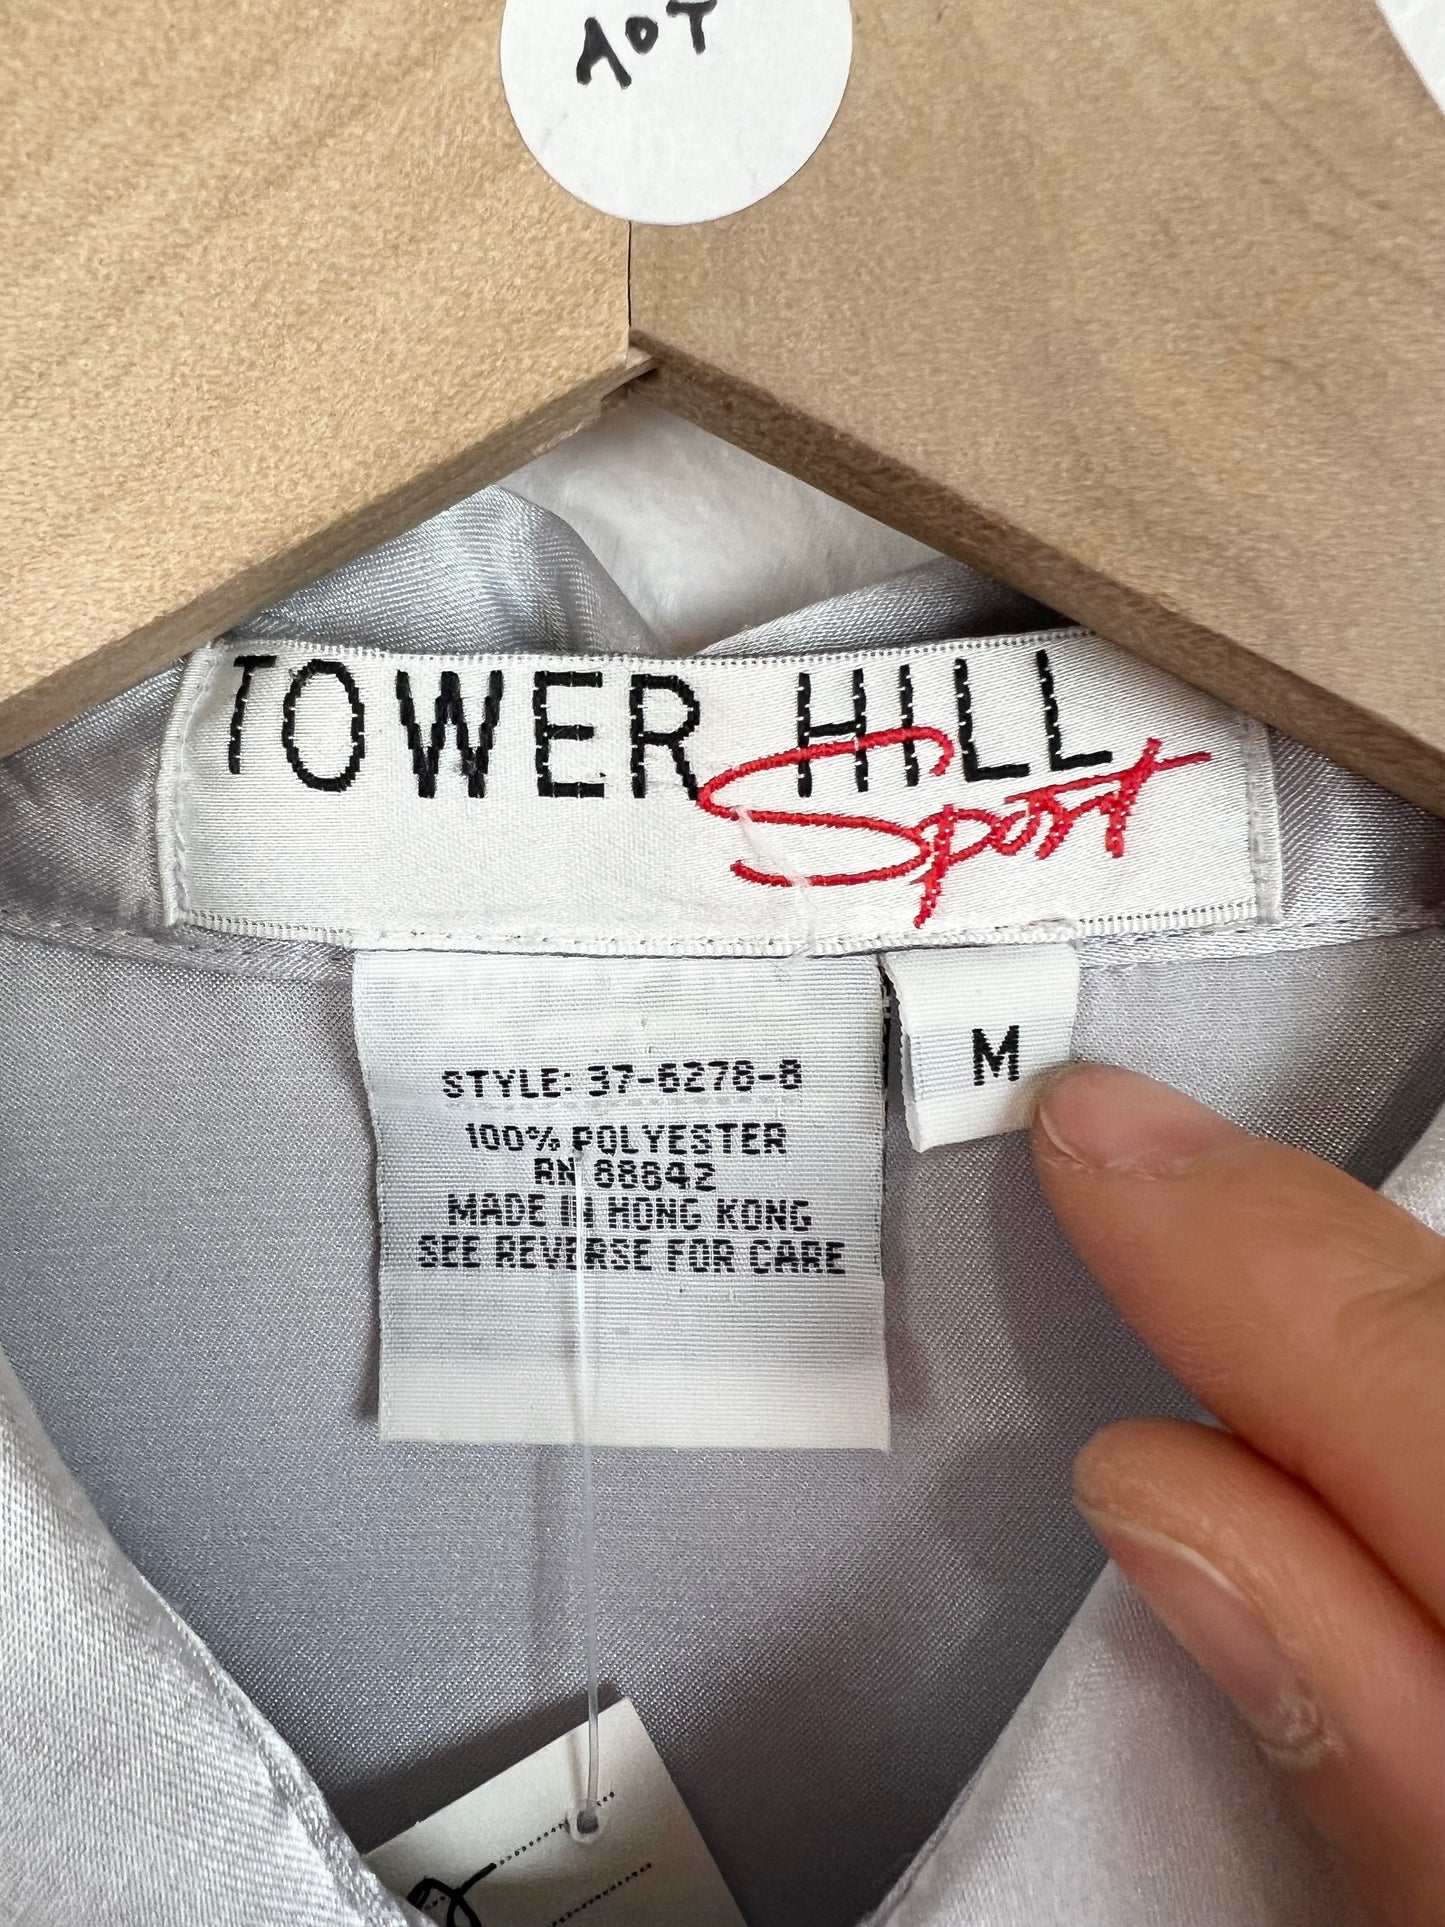 AOT
TOWER HILL
Sport
M
STYLE: 37-6278-8
100% POLYESTER
RN 88842
MADE IN HONG KONG
SEE REVERSE FOR CARE